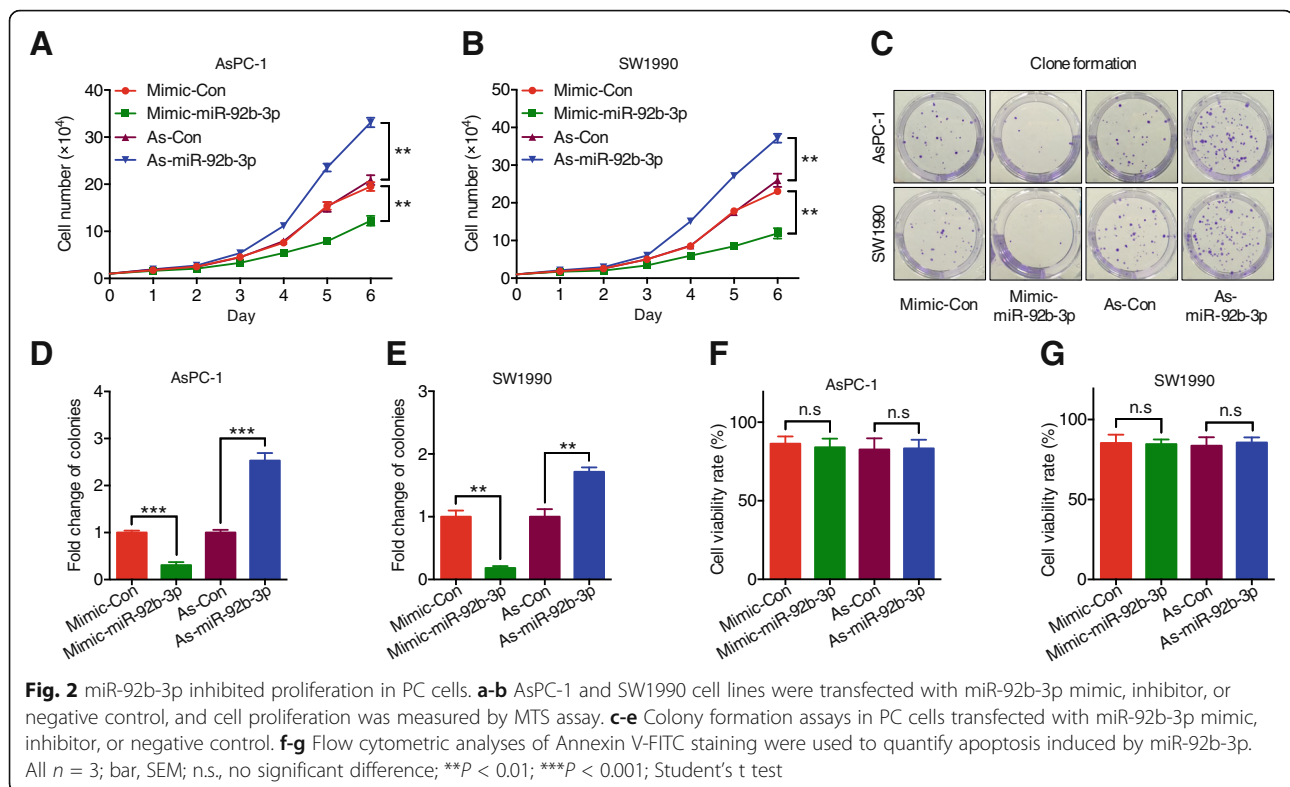 A
AsPC-1
Mimic-Con
Mimic-miR-92b-3p
As-Con
As-miR-92b-3p
Cell number (×10⁴)
40
30
20
10
0
0 1 2 3 4 5 6
Day
**
**
B
SW1990
Mimic-Con
Mimic-miR-92b-3p
As-Con
As-miR-92b-3p
Cell number (×10⁴)
50
40
30
20
10
0
0 1 2 3 4 5 6
Day
**
**
C
Clone formation
AsPC-1
SW1990
Mimic-Con
Mimic-
miR-92b-3p
As-Con
As-
miR-92b-3p
D
AsPC-1
Fold change of colonies
4
3
2
1
0
***
***
Mimic-Con
Mimic-miR-92b-3p
As-Con
As-miR-92b-3p
E
SW1990
Fold change of colonies
3
2
1
0
**
**
Mimic-Con
Mimic-miR-92b-3p
As-Con
As-miR-92b-3p
F
AsPC-1
Cell viability rate (%)
100
50
0
n.s
n.s
Mimic-Con
Mimic-miR-92b-3p
As-Con
As-miR-92b-3p
G
SW1990
Cell viability rate (%)
100
50
0
n.s
n.s
Mimic-Con
Mimic-miR-92b-3p
As-Con
As-miR-92b-3p
Fig. 2 miR-92b-3p inhibited proliferation in PC cells. a-b AsPC-1 and SW1990 cell lines were transfected with miR-92b-3p mimic, inhibitor, or
negative control, and cell proliferation was measured by MTS assay. c-e Colony formation assays in PC cells transfected with miR-92b-3p mimic,
inhibitor, or negative control. f-g Flow cytometric analyses of Annexin V-FITC staining were used to quantify apoptosis induced by miR-92b-3p.
All n = 3; bar, SEM; n.s., no significant difference; **P < 0.01; ***P < 0.001; Student's t test